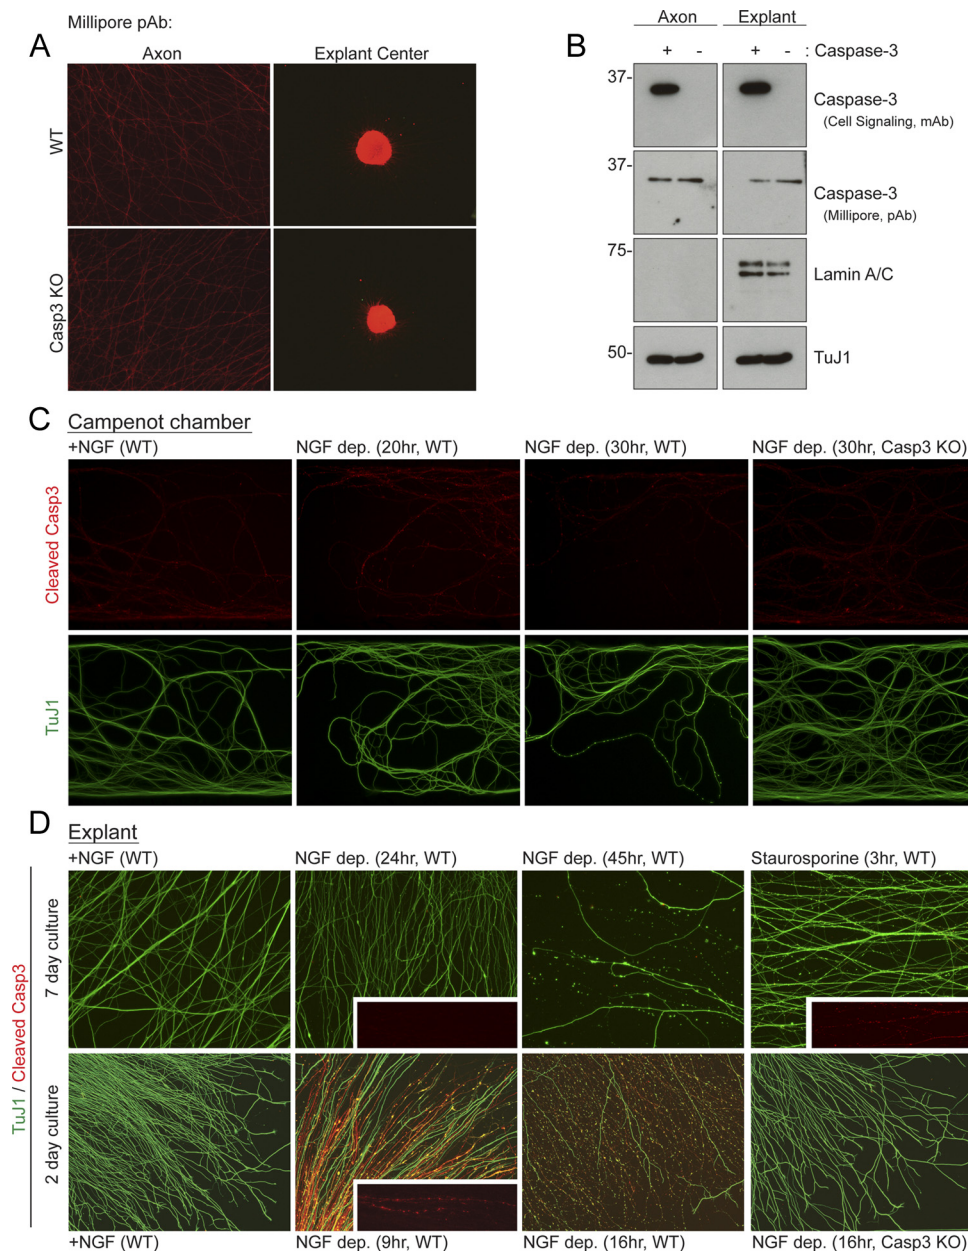 Millipore pAb:
A
Axon
Explant Center
WT
Casp3 KO
B
Axon
Explant
+
-
+
-
: Caspase-3
37-
Caspase-3
(Cell Signaling, mAb)
37-
Caspase-3
(Millipore, pAb)
75-
Lamin A/C
50-
TuJ1
C
Campenot chamber
+NGF (WT)
NGF dep. (20hr, WT)
NGF dep. (30hr, WT)
NGF dep. (30hr, Casp3 KO)
Cleaved Casp3
TuJ1
D
Explant
+NGF (WT)
NGF dep. (24hr, WT)
NGF dep. (45hr, WT)
Staurosporine (3hr, WT)
TuJ1 / Cleaved Casp3
7 day culture
2 day culture
+NGF (WT)
NGF dep. (9hr, WT)
NGF dep. (16hr, WT)
NGF dep. (16hr, Casp3 KO)